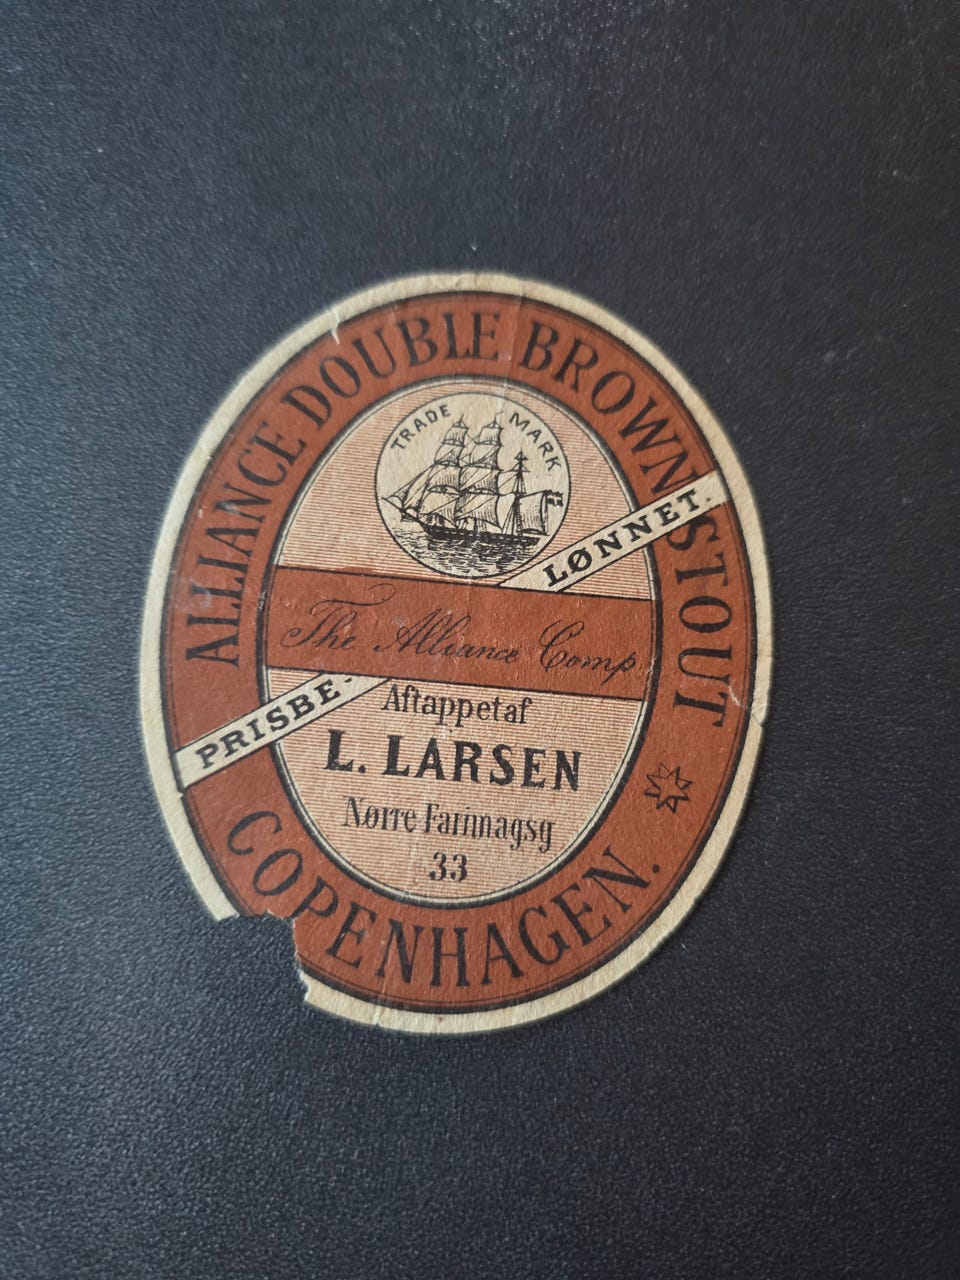 ALLIANCE DOUBLE BROWN STOUT
TRADE MARK
PRISBE- LØNNET.
The Alliance Comp.
Aftappet af
L. LARSEN
Nørre Farimagsg
33
COPENHAGEN.